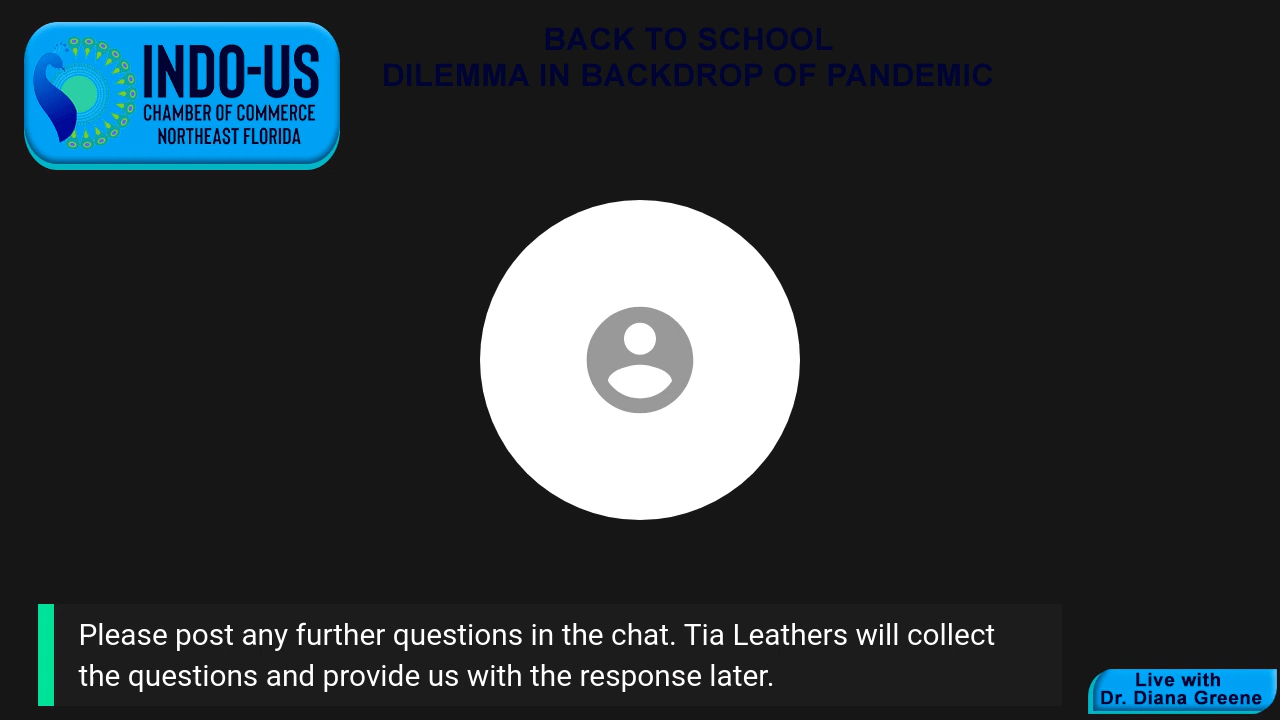 INDO-US
CHAMBER OF COMMERCE
NORTHEAST FLORIDA
BACK TO SCHOOL
DILEMMA IN BACKDROP OF PANDEMIC
Please post any further questions in the chat. Tia Leathers will collect
the questions and provide us with the response later.
Live with
Dr. Diana Greene